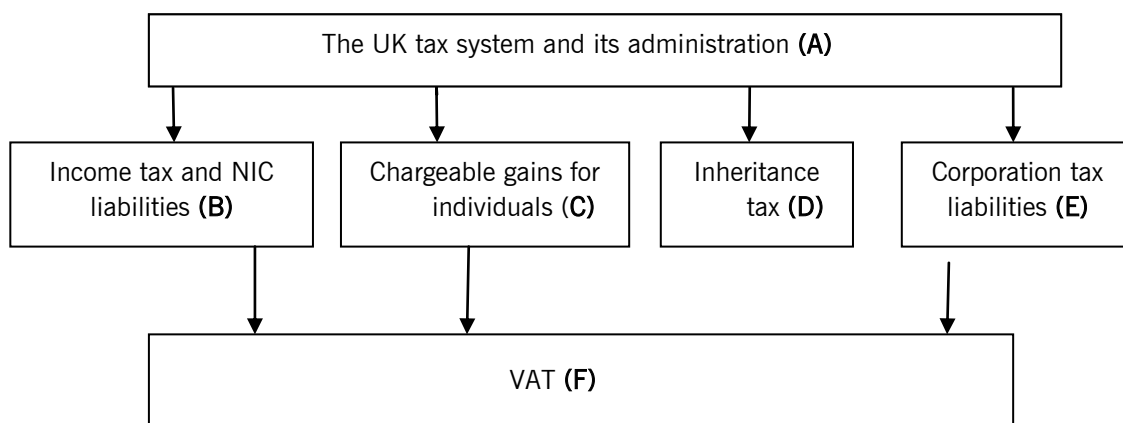 The UK tax system and its administration (A)
Income tax and NIC
liabilities (B)
Chargeable gains for
individuals (C)
Inheritance
tax (D)
Corporation tax
liabilities (E)
VAT (F)